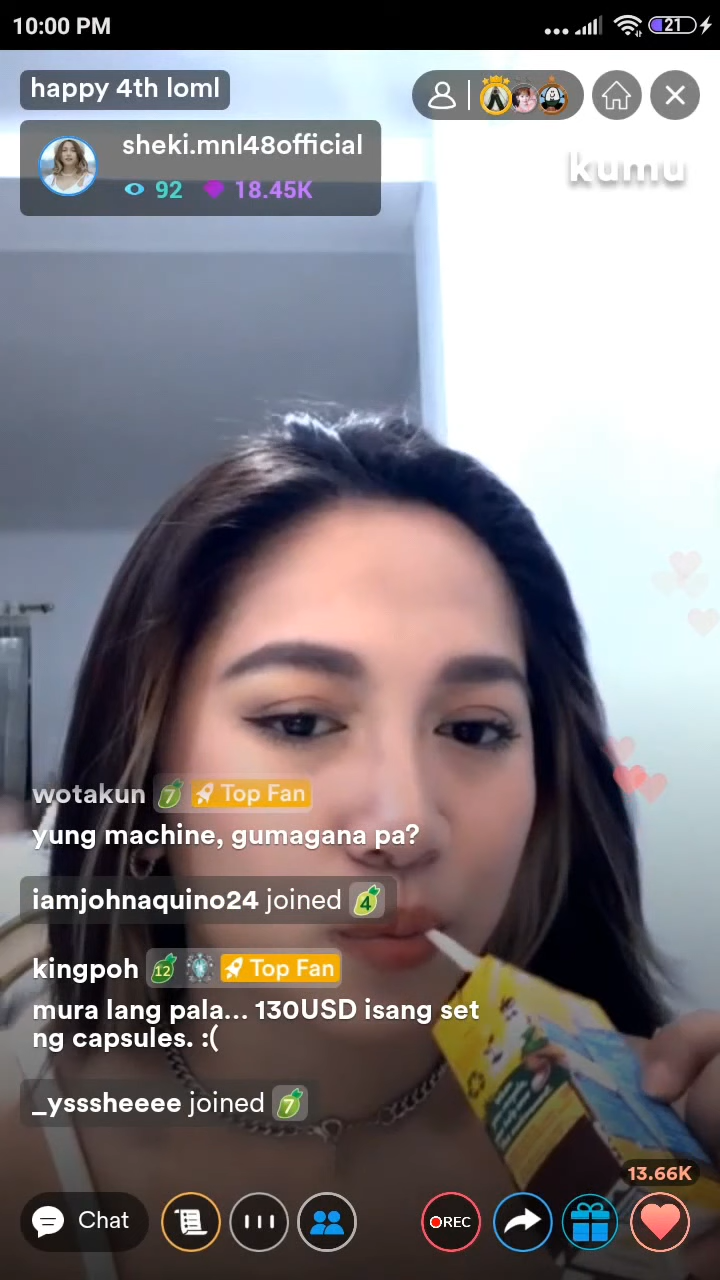 10:00 PM
21
happy 4th loml
sheki.mnl48official
92 18.45K
kumu
wotakun 7 Top Fan
yung machine, gumagana pa?
iamjohnaquino24 joined 4
kingpoh 12 Top Fan
mura lang pala... 130USD isang set
ng capsules. :(
_ysssheeee joined 7
13.66K
Chat
REC